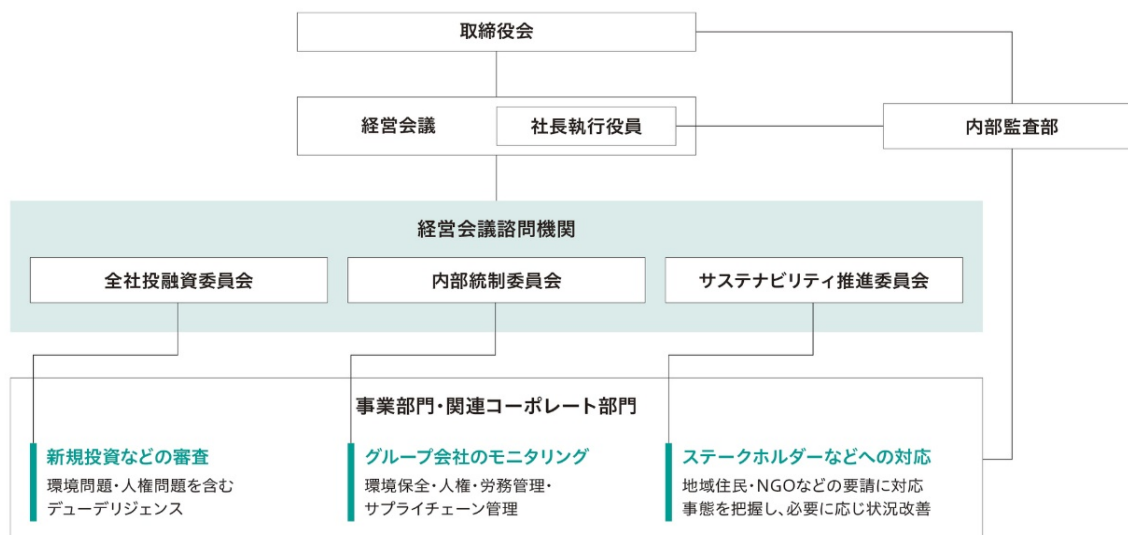 取締役会
経営会議
社長執行役員
内部監査部
経営会議諮問機関
全社投融資委員会
内部統制委員会
サステナビリティ推進委員会
事業部門・関連コーポレート部門
新規投資などの審査
環境問題・人権問題を含む
デューデリジェンス
グループ会社のモニタリング
環境保全・人権・労務管理・
サプライチェーン管理
ステークホルダーなどへの対応
地域住民・NGOなどの要請に対応
事態を把握し、必要に応じ状況改善